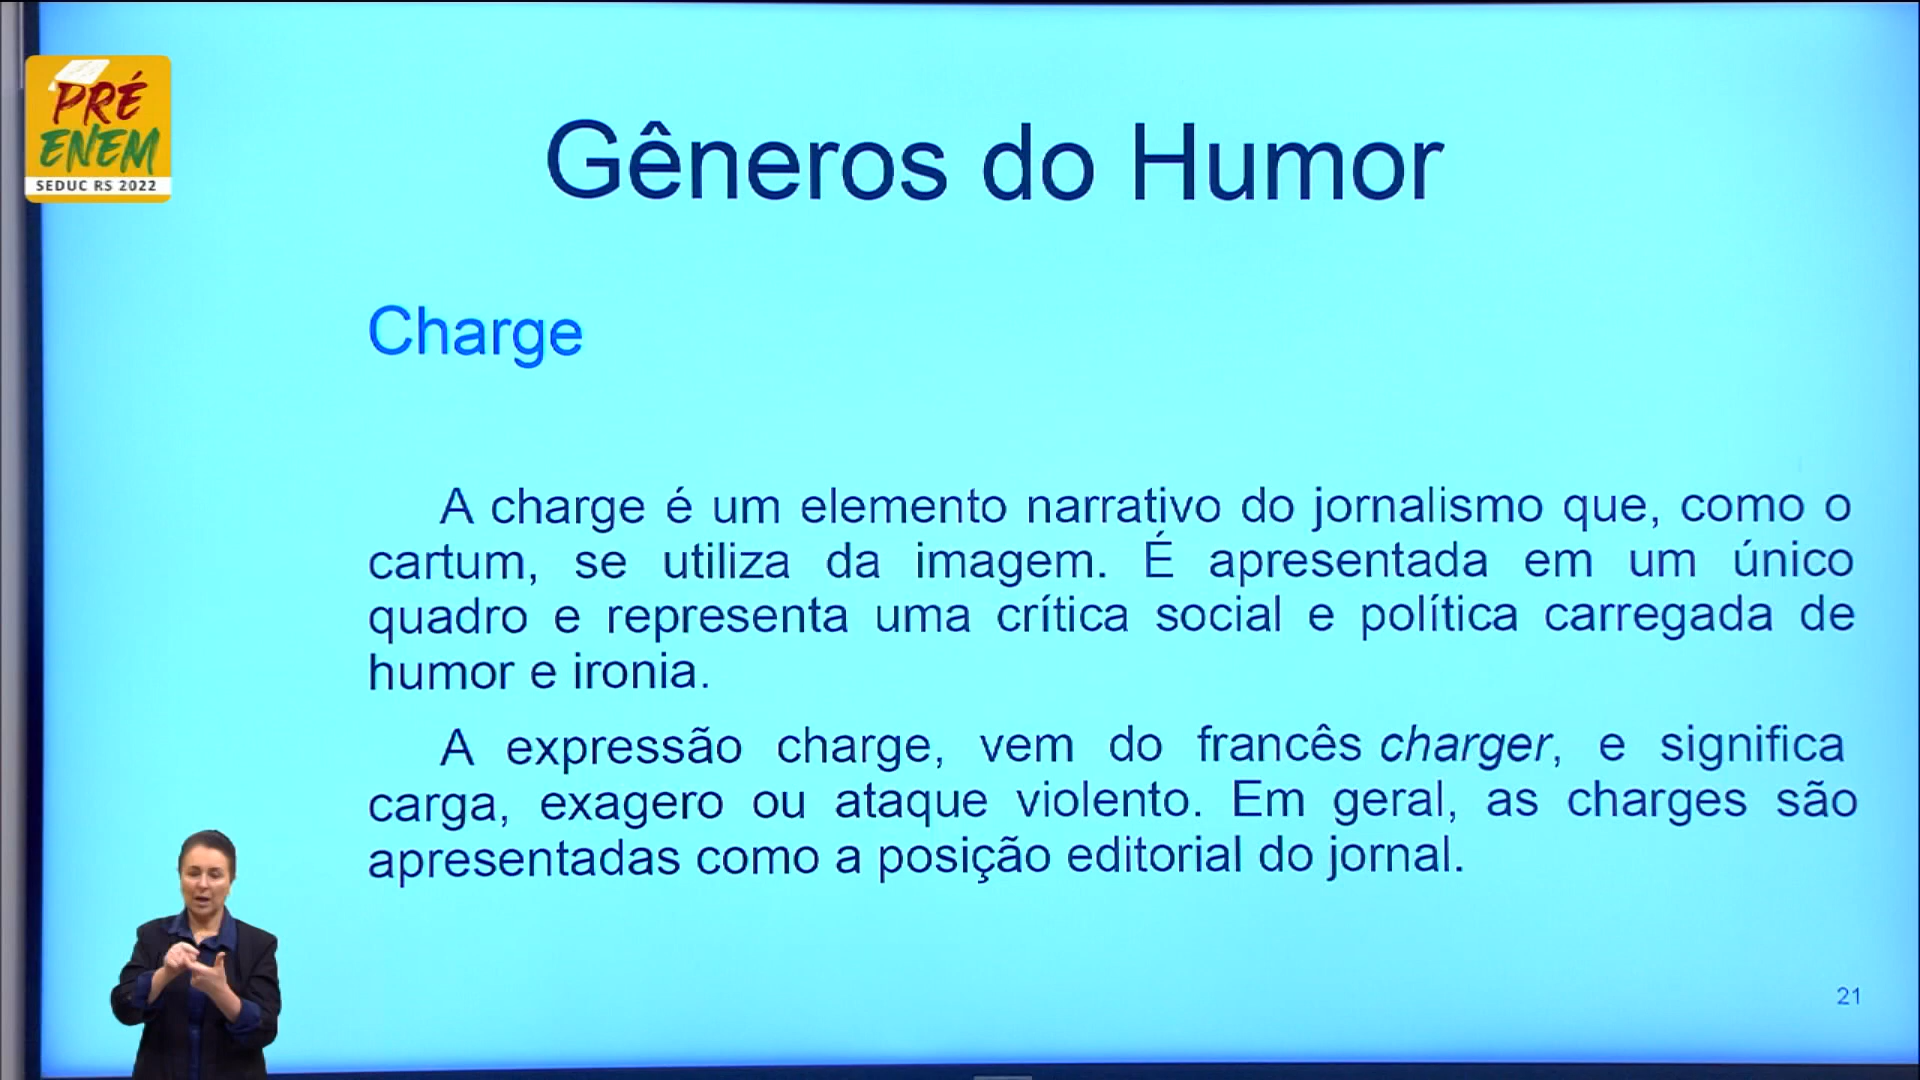 PRÉ
ENEM
SEDUC RS 2022
Gêneros do Humor
Charge
A charge é um elemento narrativo do jornalismo que, como o
cartum, se utiliza da imagem. É apresentada em um único
quadro e representa uma crítica social e política carregada de
humor e ironia.
A expressão charge, vem do francês charger, e significa
carga, exagero ou ataque violento. Em geral, as charges são
apresentadas como a posição editorial do jornal.
21